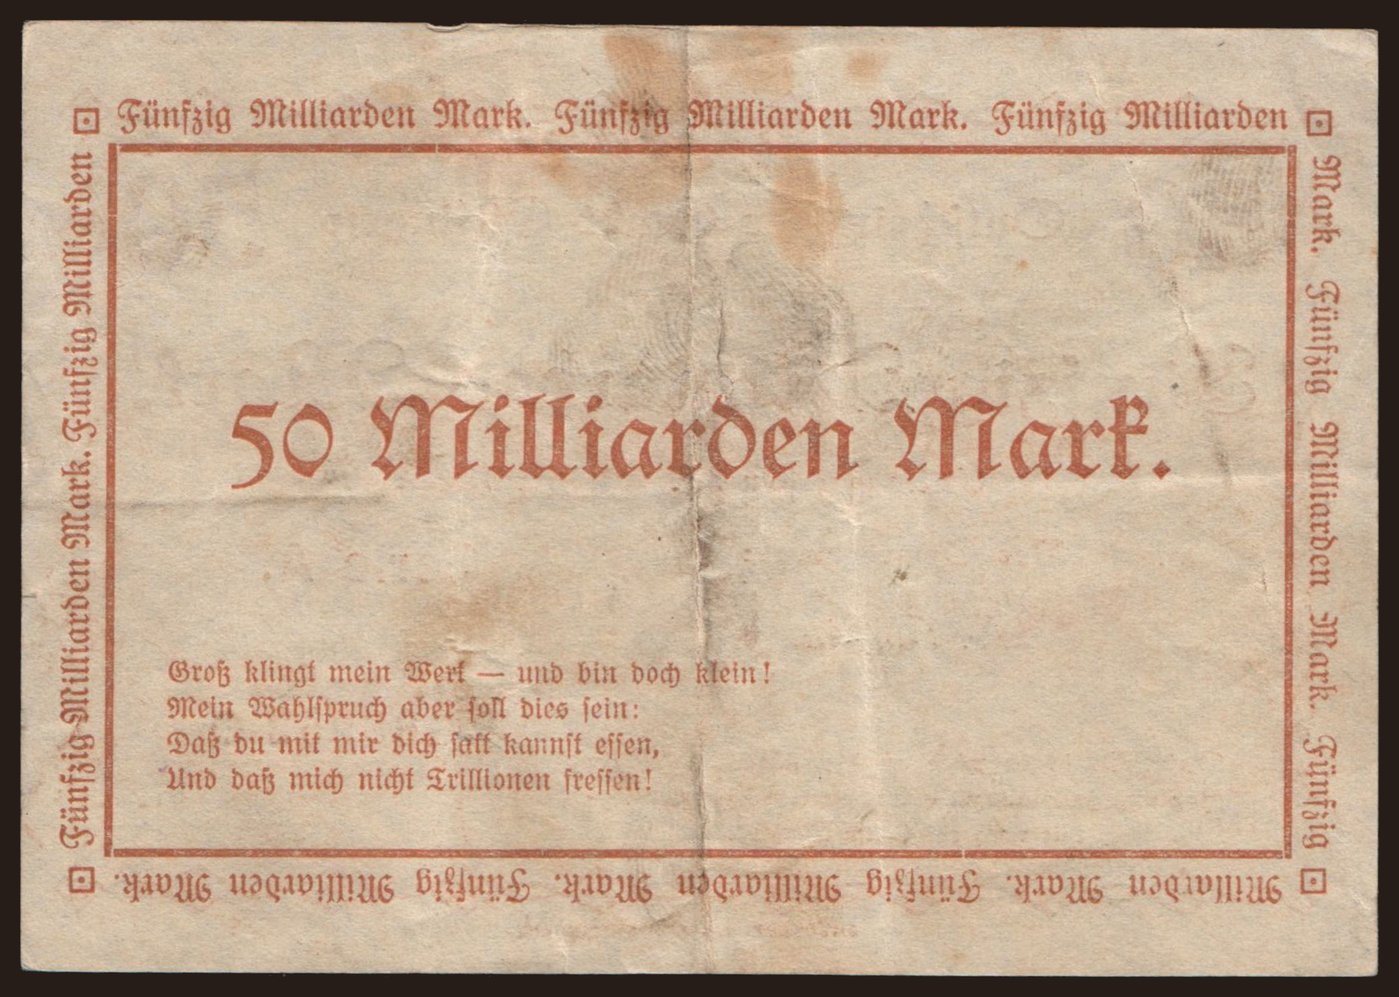 Fünfzig Milliarden Mark. Fünfzig Milliarden Mark. Fünfzig Milliarden
Mark. Fünfzig Milliarden Mark. Fünfzig
Milliarden Mark. Fünfzig Milliarden Mark. Fünfzig Milliarden Mark.
Fünfzig Milliarden Mark. Fünfzig Milliarden
50 Milliarden Mark.
Groß klingt mein Wert — und bin doch klein!
Mein Wahlspruch aber soll dies sein:
Daß du mit mir dich satt kannst essen,
Und daß mich nicht Trillionen fressen!